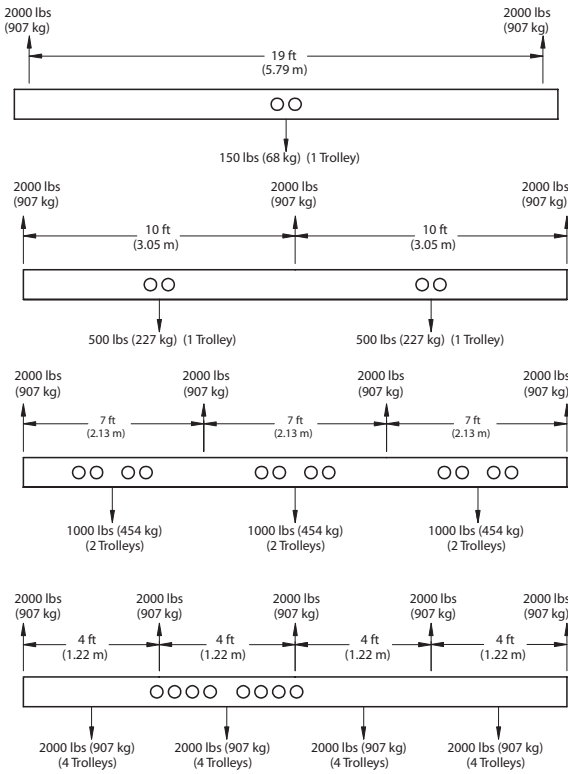 2000 lbs
(907 kg)
2000 lbs
(907 kg)
19 ft
(5.79 m)
150 lbs (68 kg) (1 Trolley)
2000 lbs
(907 kg)
2000 lbs
(907 kg)
2000 lbs
(907 kg)
10 ft
(3.05 m)
10 ft
(3.05 m)
500 lbs (227 kg) (1 Trolley)
500 lbs (227 kg) (1 Trolley)
2000 lbs
(907 kg)
2000 lbs
(907 kg)
2000 lbs
(907 kg)
2000 lbs
(907 kg)
7 ft
(2.13 m)
7 ft
(2.13 m)
7 ft
(2.13 m)
1000 lbs (454 kg)
(2 Trolleys)
1000 lbs (454 kg)
(2 Trolleys)
1000 lbs (454 kg)
(2 Trolleys)
2000 lbs
(907 kg)
2000 lbs
(907 kg)
2000 lbs
(907 kg)
2000 lbs
(907 kg)
2000 lbs
(907 kg)
4 ft
(1.22 m)
4 ft
(1.22 m)
4 ft
(1.22 m)
4 ft
(1.22 m)
2000 lbs (907 kg)
(4 Trolleys)
2000 lbs (907 kg)
(4 Trolleys)
2000 lbs (907 kg)
(4 Trolleys)
2000 lbs (907 kg)
(4 Trolleys)